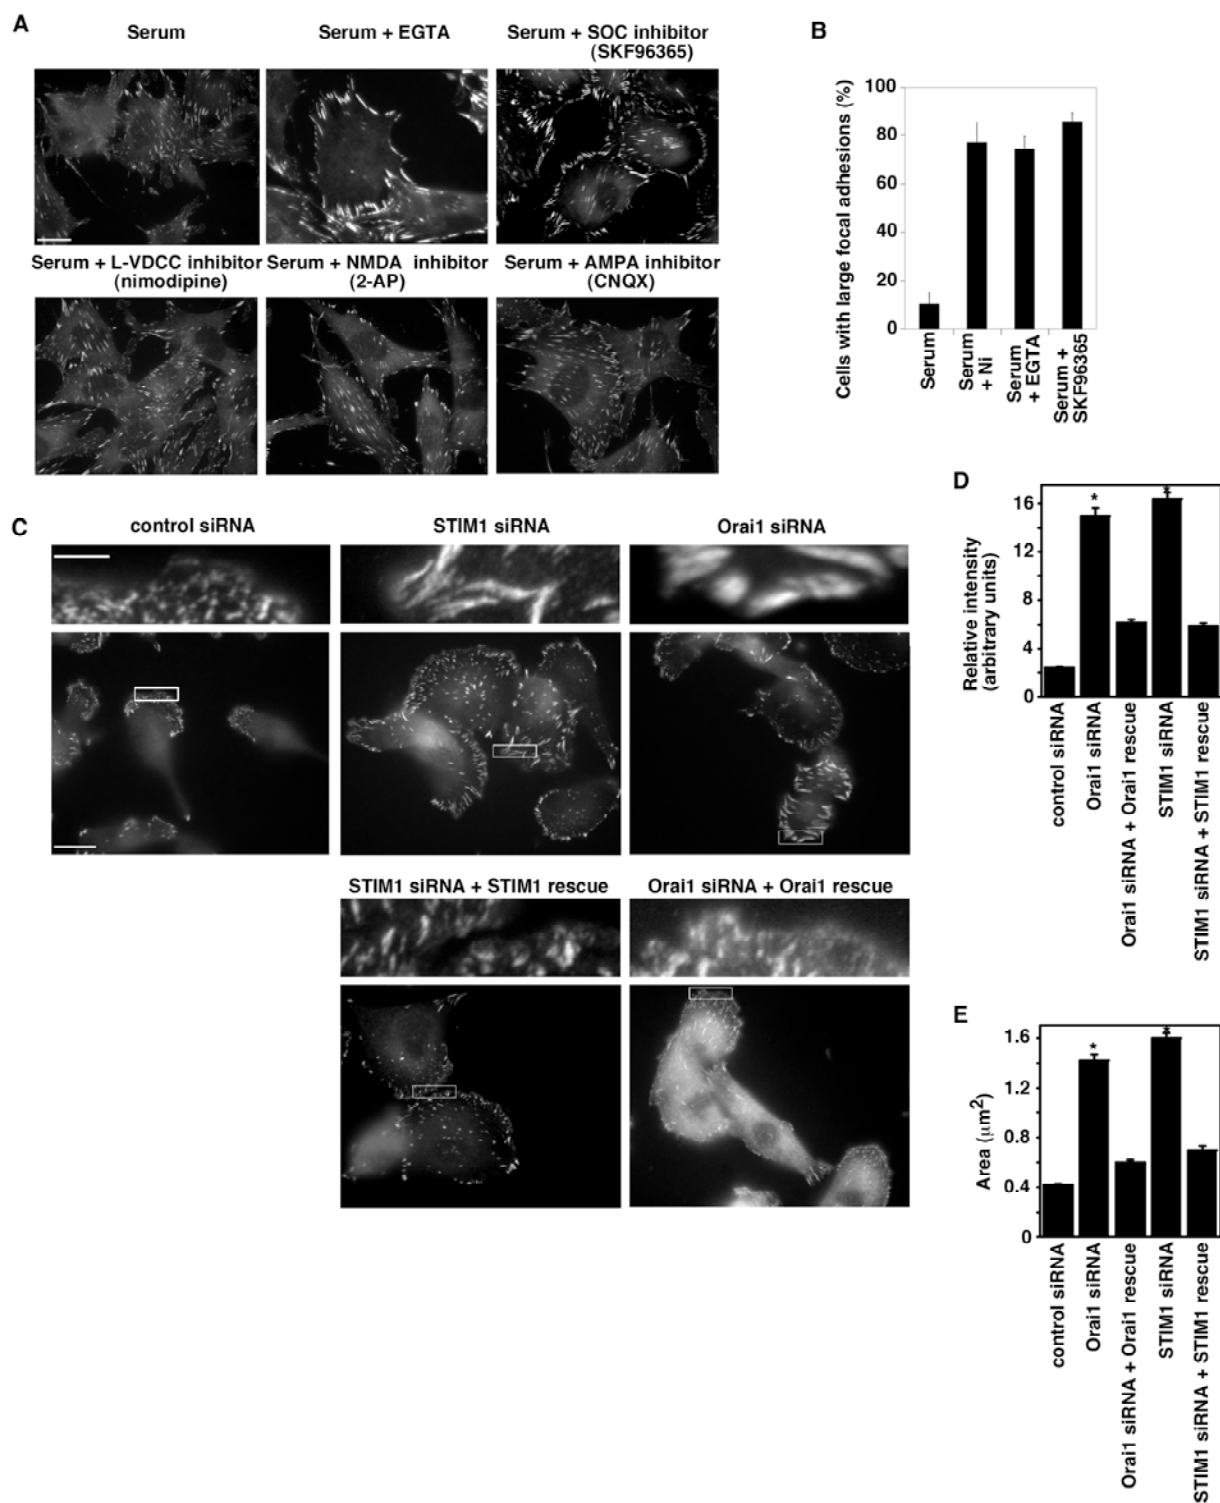 A
Serum
Serum + EGTA
Serum + SOC inhibitor
(SKF96365)
Serum + L-VDCC inhibitor
(nimodipine)
Serum + NMDA inhibitor
(2-AP)
Serum + AMPA inhibitor
(CNQX)
B
Cells with large focal adhesions (%)
100
80
60
40
20
0
Serum
Serum
+ Ni
Serum
+ EGTA
Serum +
SKF96365
C
control siRNA
STIM1 siRNA
Orai1 siRNA
STIM1 siRNA + STIM1 rescue
Orai1 siRNA + Orai1 rescue
D
Relative intensity
(arbitrary units)
16
12
8
4
0
*
*
control siRNA
Orai1 siRNA
Orai1 siRNA + Orai1 rescue
STIM1 siRNA
STIM1 siRNA + STIM1 rescue
E
Area (μm2)
1.6
1.2
0.8
0.4
0
*
*
control siRNA
Orai1 siRNA
Orai1 siRNA + Orai1 rescue
STIM1 siRNA
STIM1 siRNA + STIM1 rescue